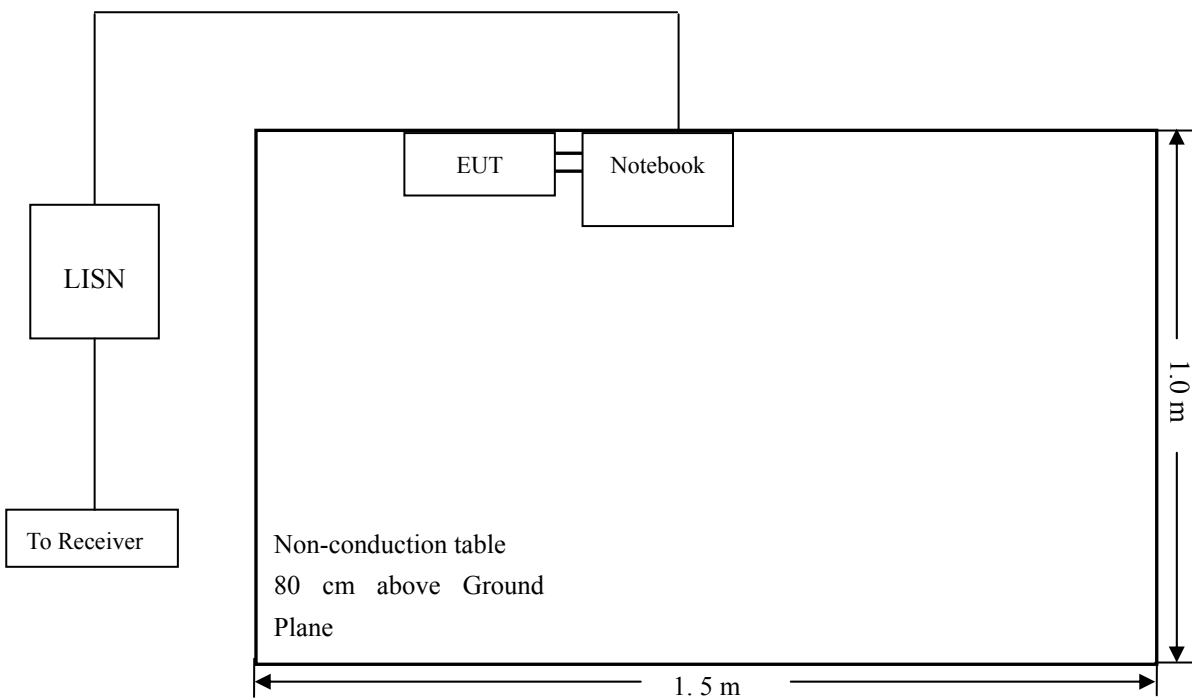 EUT
Notebook
LISN
1.0 m
To Receiver
Non-conduction table
80 cm above Ground
Plane
1. 5 m